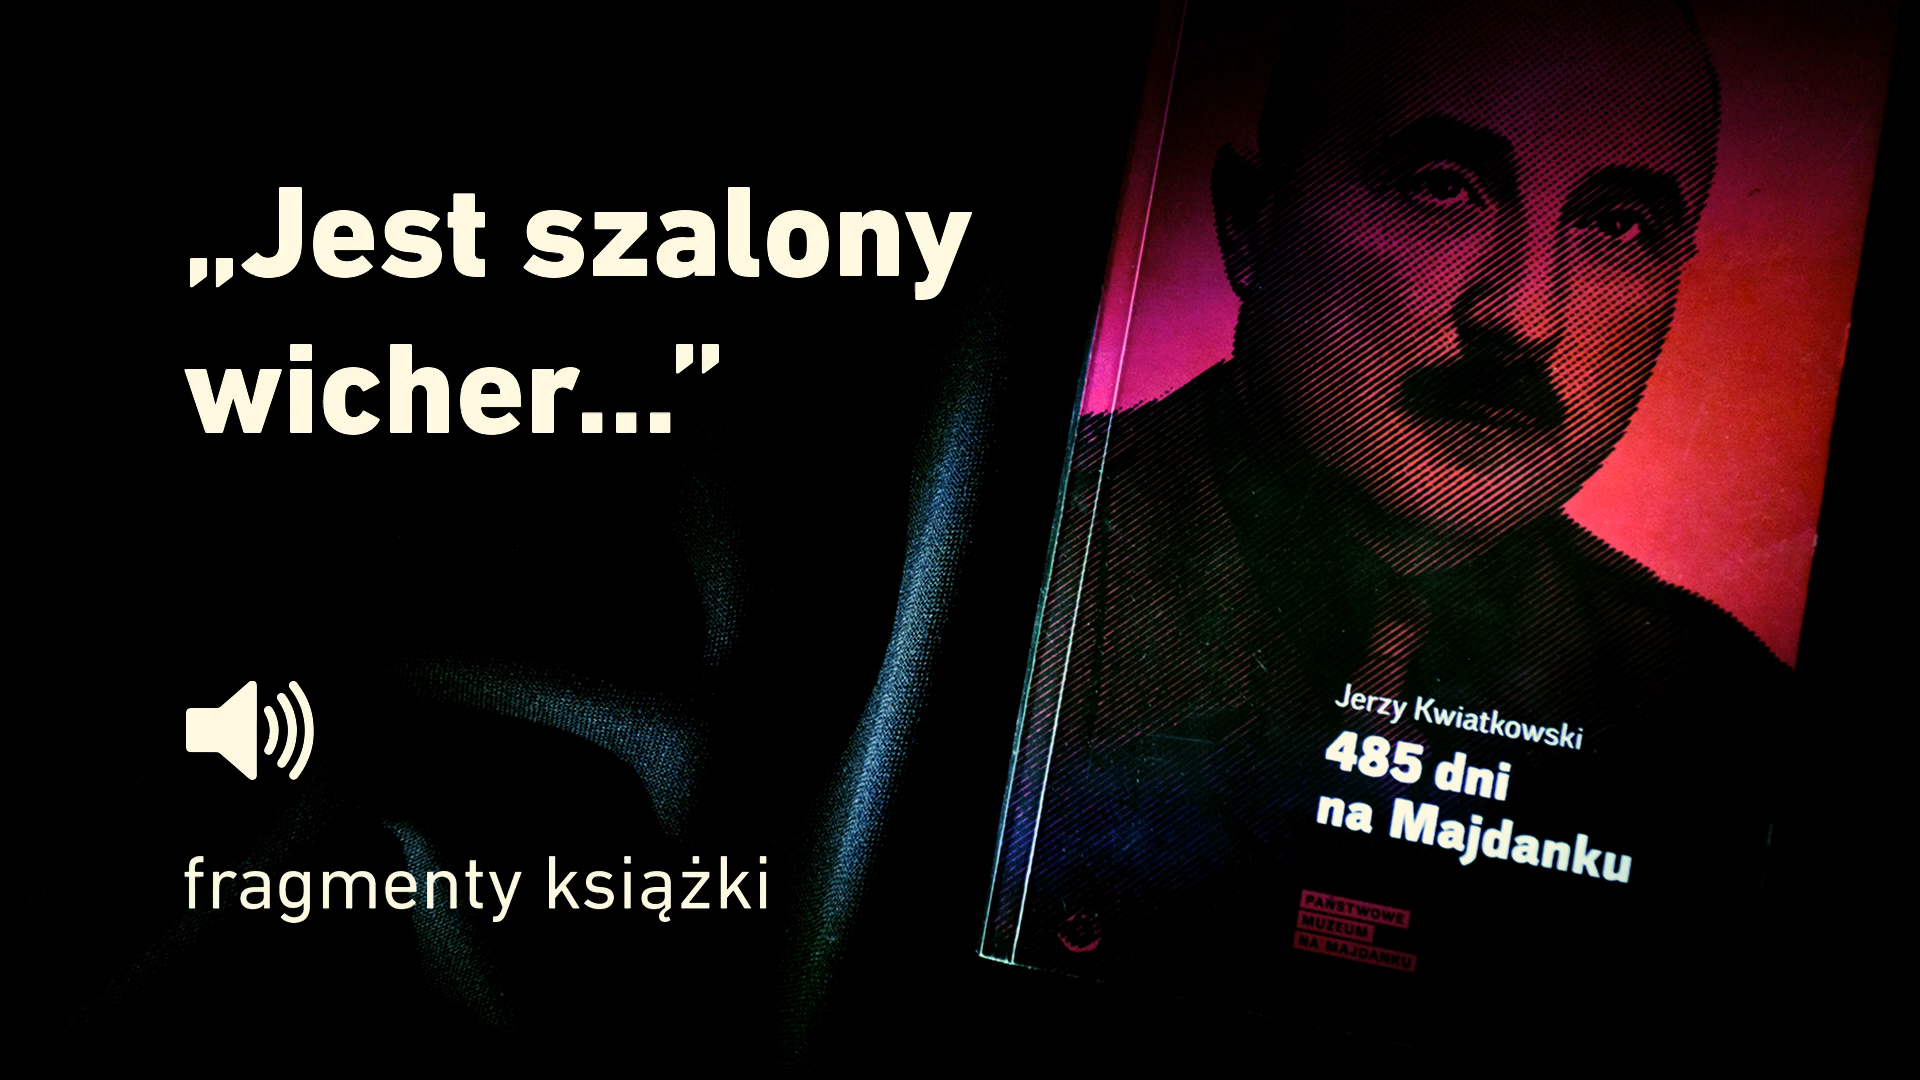 „Jest szalony
wicher...”
fragmenty książki
Jerzy Kwiatkowski
485 dni
na Majdanku
PAŃSTWOWE
MUZEUM
NA MAJDANKU